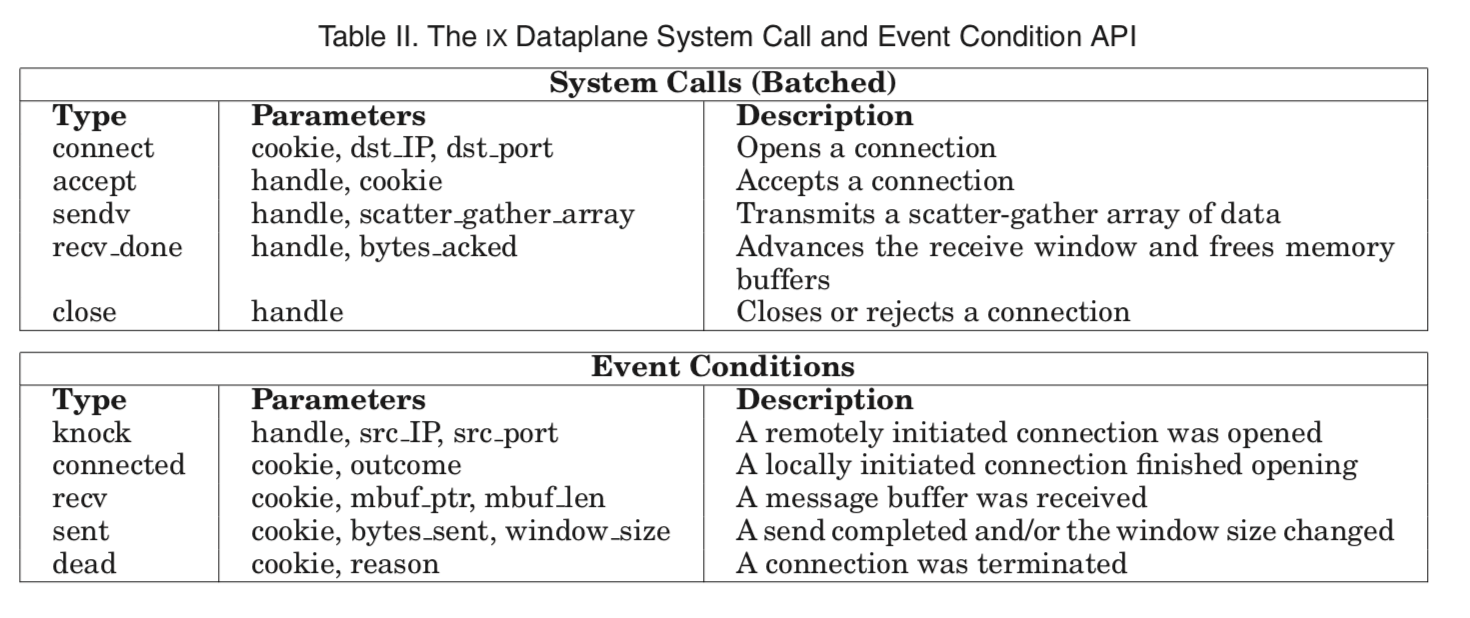 Table II. The IX Dataplane System Call and Event Condition API
System Calls (Batched)
Type Parameters Description
connect cookie, dst_IP, dst_port Opens a connection
accept handle, cookie Accepts a connection
sendv handle, scatter_gather_array Transmits a scatter-gather array of data
recv_done handle, bytes_acked Advances the receive window and frees memory
buffers
close handle Closes or rejects a connection
Event Conditions
Type Parameters Description
knock handle, src_IP, src_port A remotely initiated connection was opened
connected cookie, outcome A locally initiated connection finished opening
recv cookie, mbuf_ptr, mbuf_len A message buffer was received
sent cookie, bytes_sent, window_size A send completed and/or the window size changed
dead cookie, reason A connection was terminated